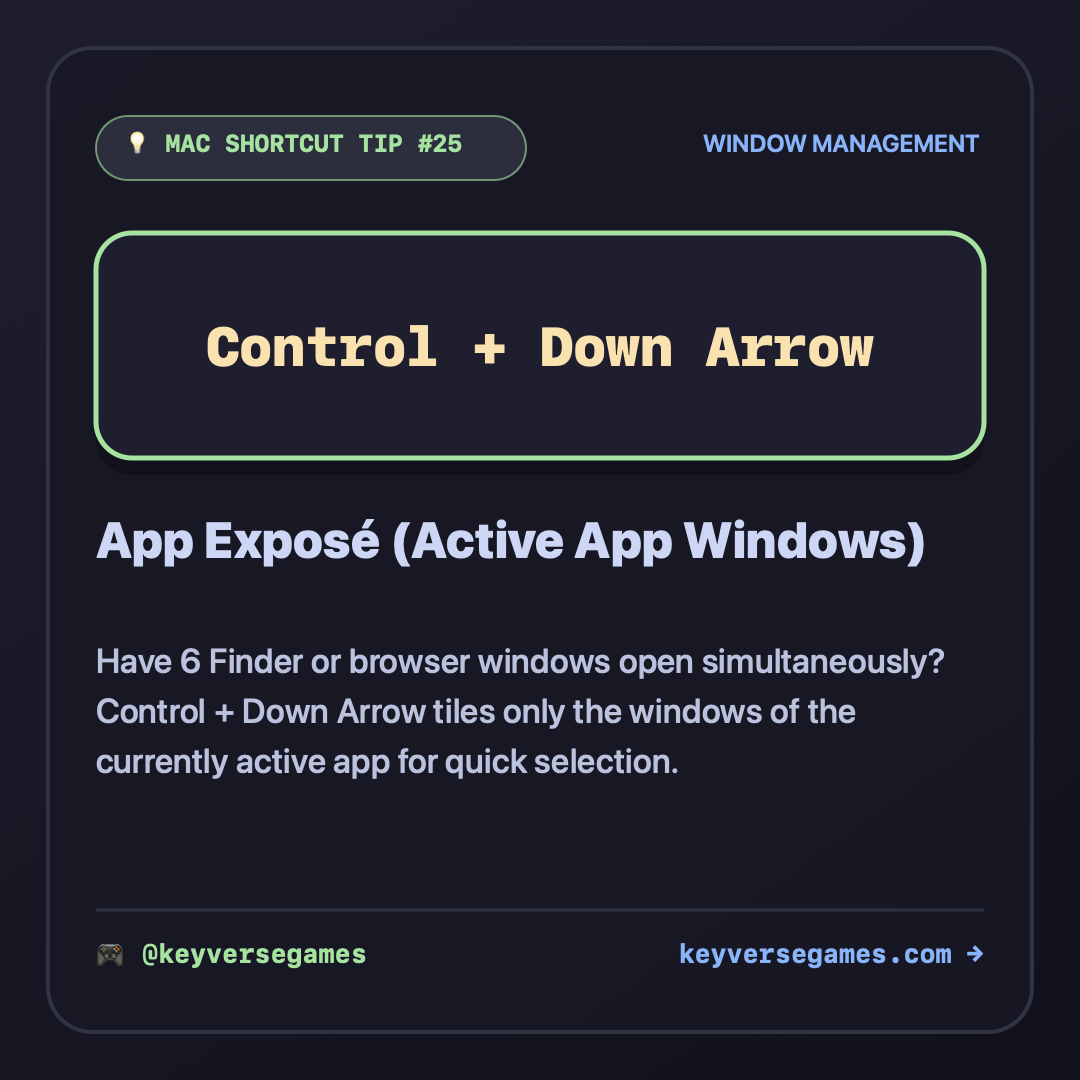 💡 MAC SHORTCUT TIP #25
WINDOW MANAGEMENT
Control + Down Arrow
App Exposé (Active App Windows)
Have 6 Finder or browser windows open simultaneously?
Control + Down Arrow tiles only the windows of the
currently active app for quick selection.
🎮 @keyversegames
keyversegames.com →